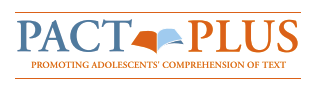 PACT PLUS
PROMOTING ADOLESCENTS' COMPREHENSION OF TEXT